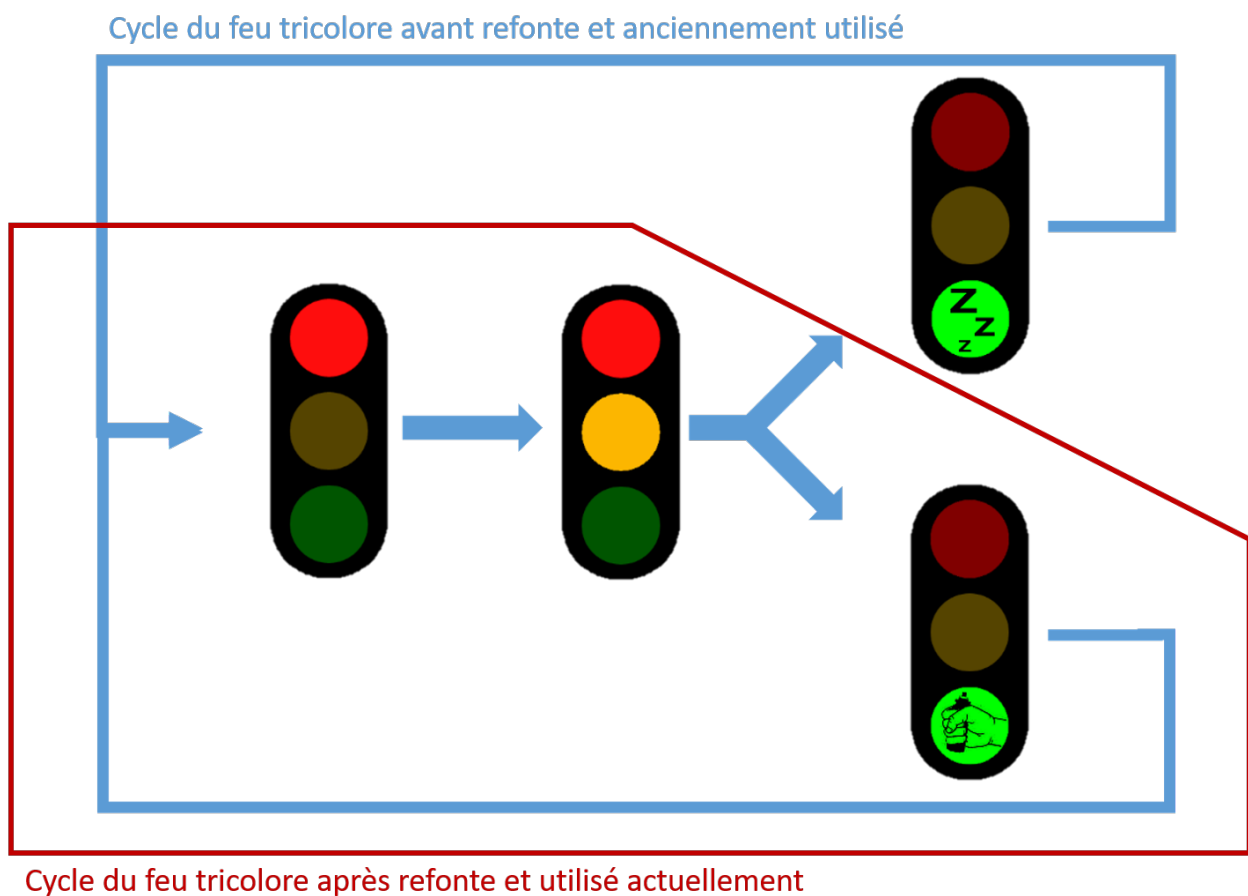 Cycle du feu tricolore avant refonte et anciennement utilisé
Z
Z
Z
Cycle du feu tricolore après refonte et utilisé actuellement